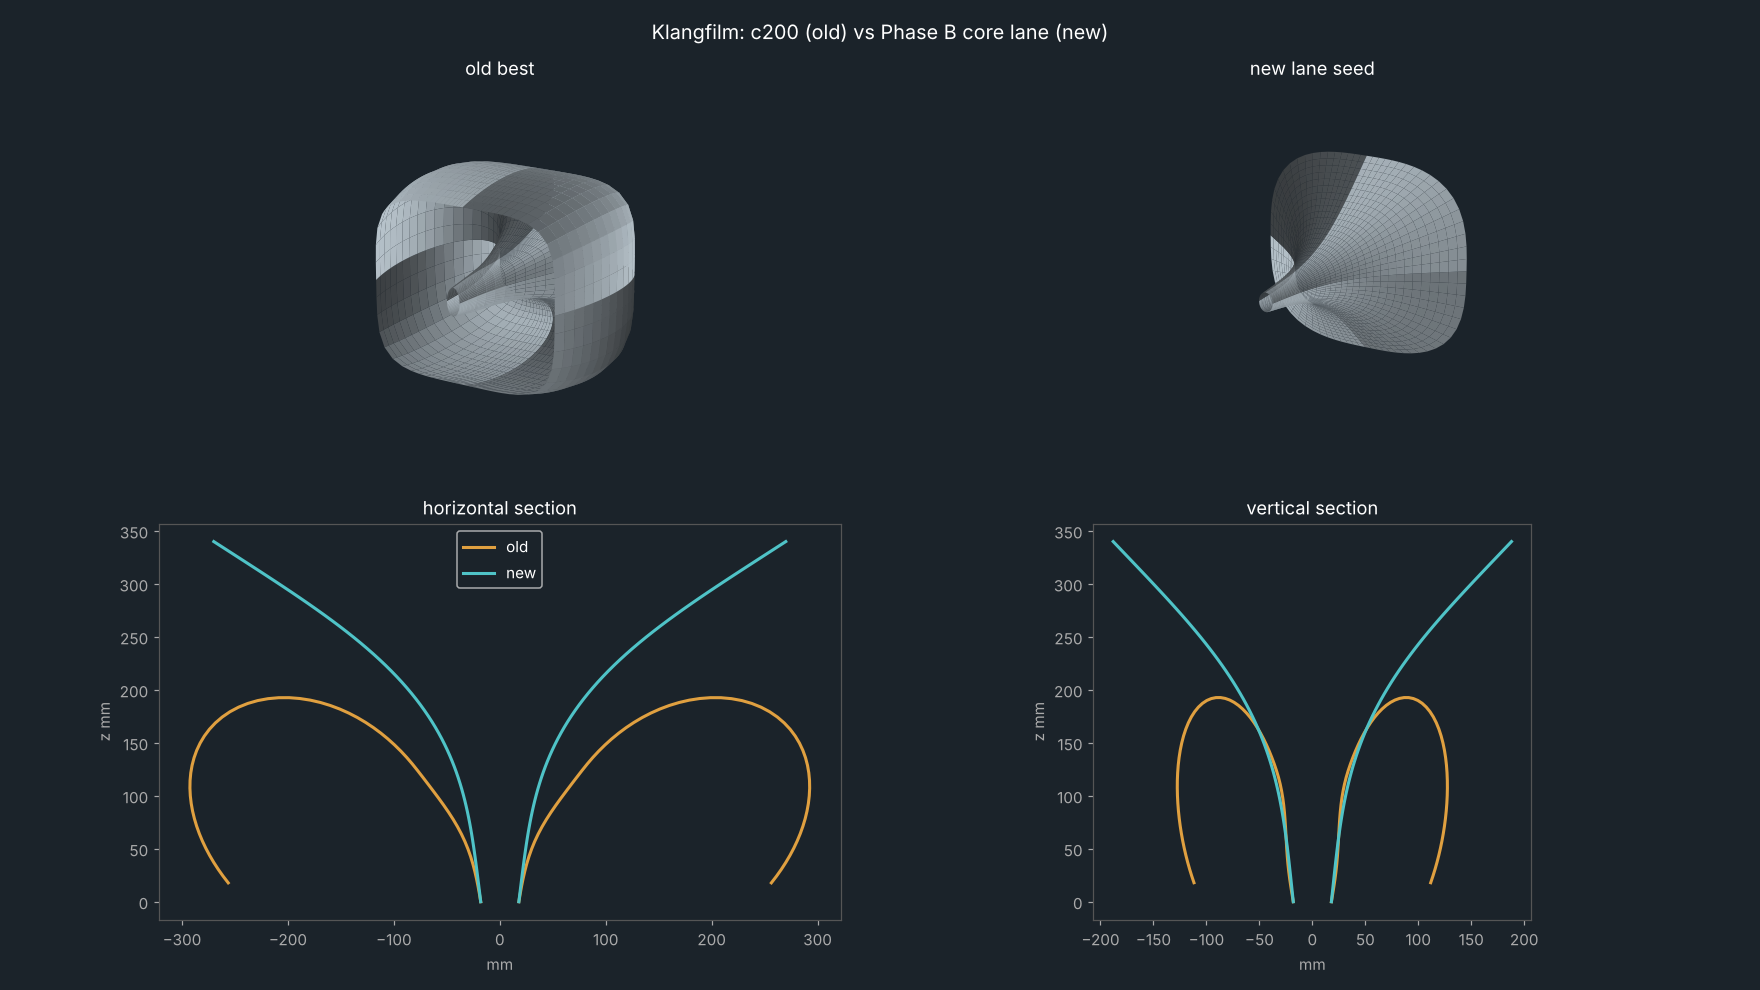 Klangfilm: c200 (old) vs Phase B core lane (new)
old best
new lane seed
horizontal section
350
300
250
200
150
100
50
0
z mm
old
new
−300
−200
−100
0
100
200
300
mm
vertical section
350
300
250
200
150
100
50
0
z mm
−200
−150
−100
−50
0
50
100
150
200
mm